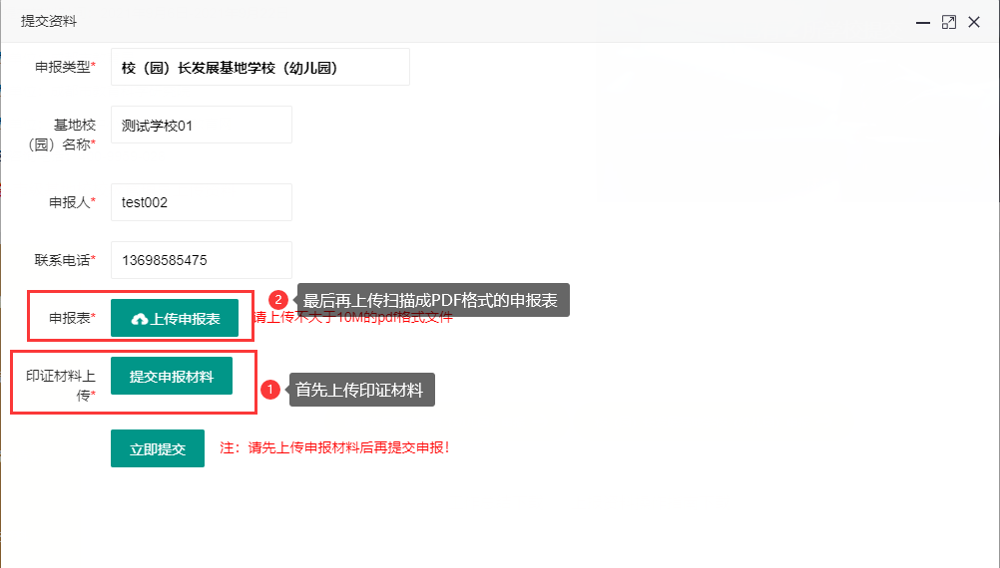 提交资料
申报类型*
校（园）长发展基地学校（幼儿园）
基地校
（园）名称*
测试学校01
申报人*
test002
联系电话*
13698585475
申报表*
上传申报表
请上传不大于10M的pdf格式文件
2
最后再上传扫描成PDF格式的申报表
印证材料上
传*
提交申报材料
1
首先上传印证材料
立即提交
注：请先上传申报材料后再提交申报！